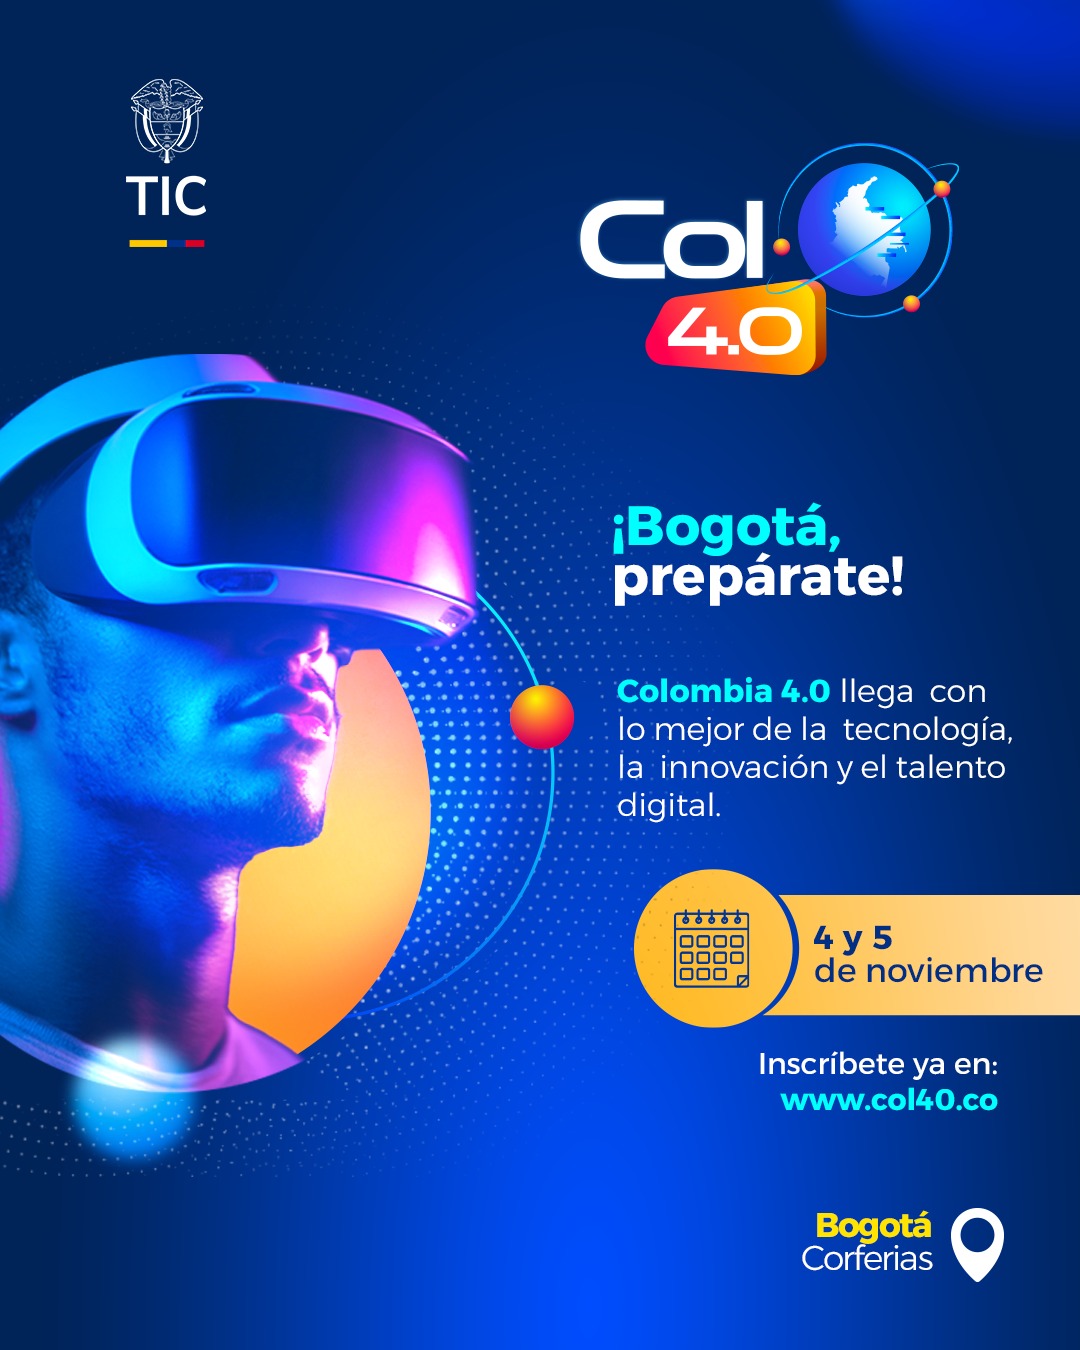 TIC
Col
4.0
¡Bogotá,
prepárate!
Colombia 4.0 llega con
lo mejor de la tecnología,
la innovación y el talento
digital.
4 y 5
de noviembre
Inscríbete ya en:
www.col40.co
Bogotá
Corferias